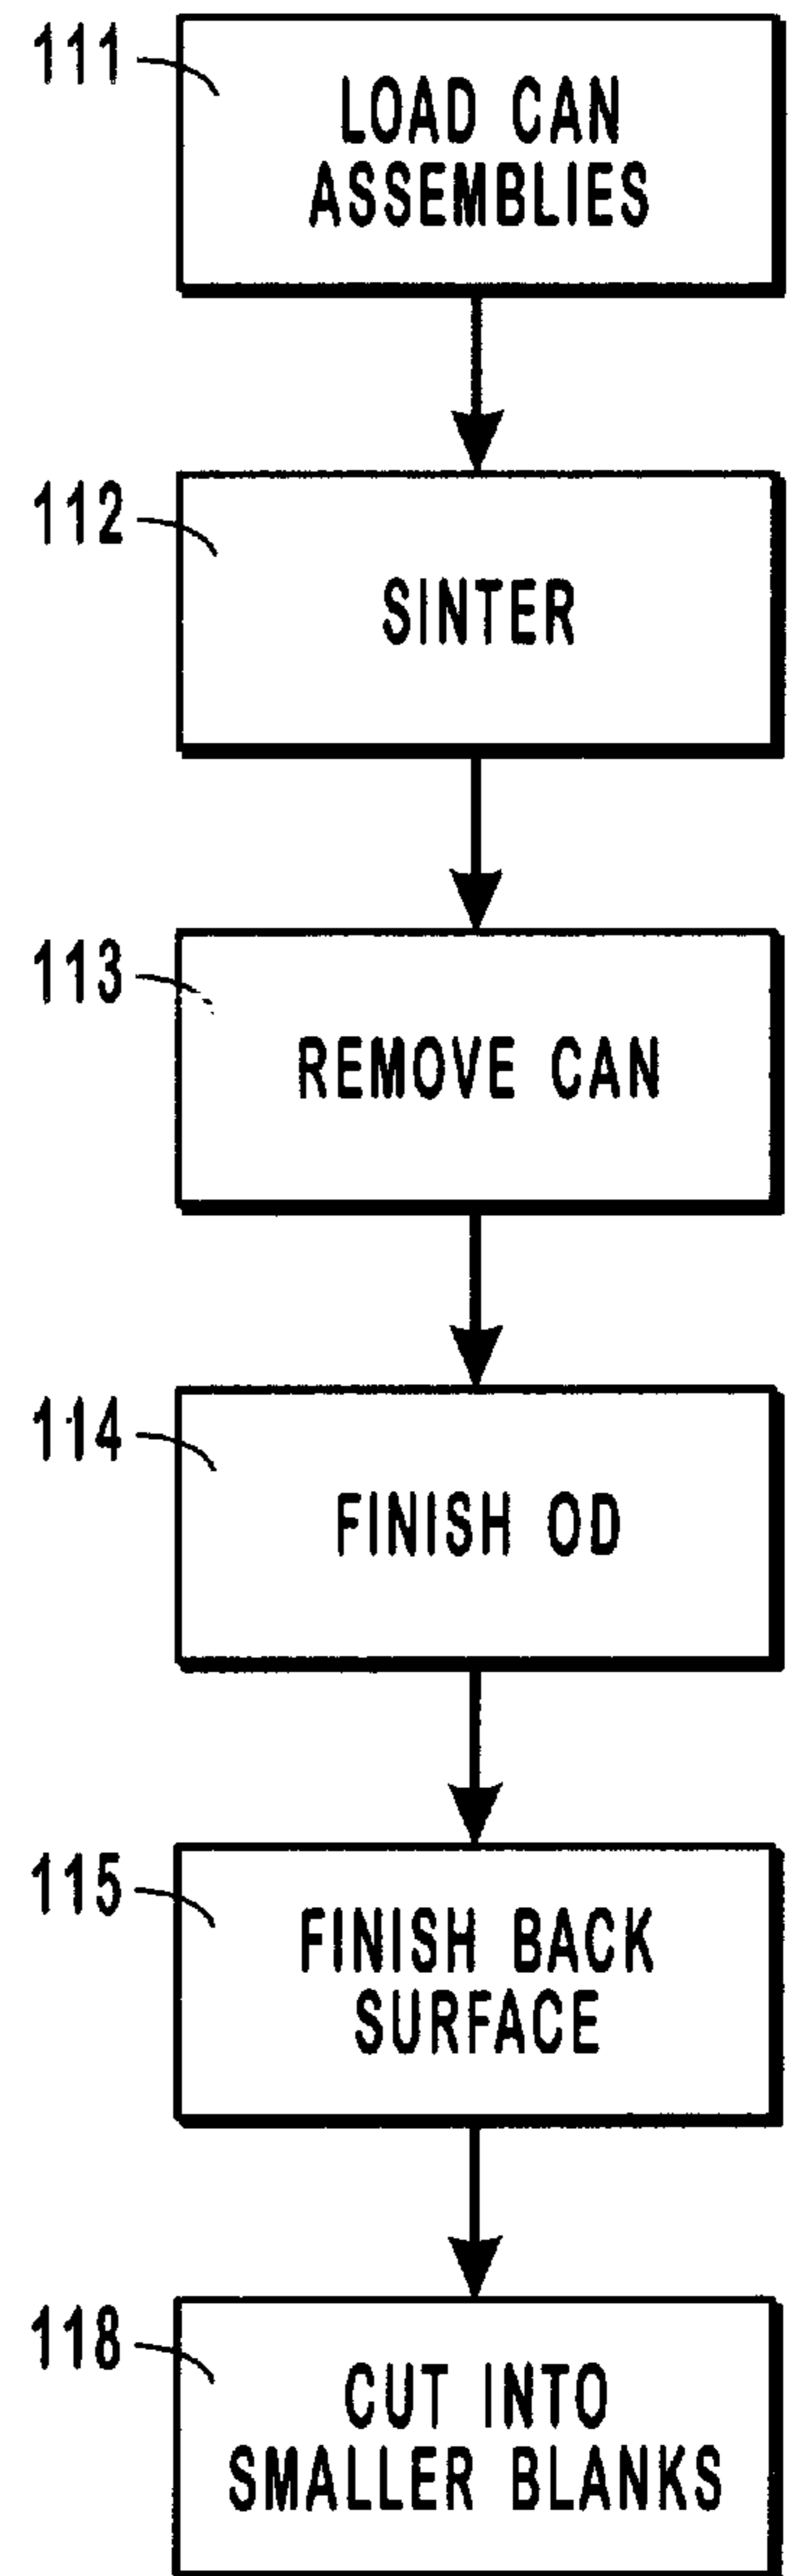 111
LOAD CAN
ASSEMBLIES
112
SINTER
113
REMOVE CAN
114
FINISH OD
115
FINISH BACK
SURFACE
118
CUT INTO
SMALLER BLANKS